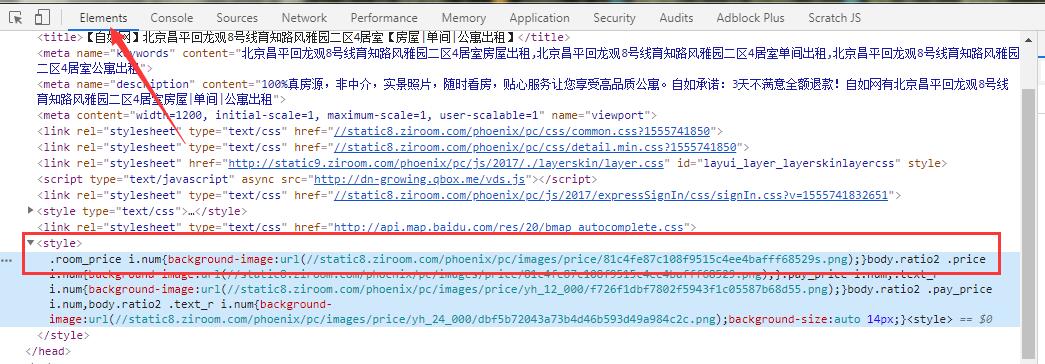 Elements Console Sources Network Performance Memory Application Security Audits Adblock Plus Scratch JS
<title>【自如网】北京昌平回龙观8号线育知路风雅园二区4居室【房屋|单间|公寓出租】</title>
<meta name="keywords" content="北京昌平回龙观8号线育知路风雅园二区4居室房屋出租,北京昌平回龙观8号线育知路风雅园二区4居室单间出租,北京昌平回龙观8号线育知路风雅园
二区4居室公寓出租">
<meta name="description" content="100%真房源，非中介，实景照片，随时看房，贴心服务让您享受高品质公寓。自如承诺：3天不满意全额退款！自如网有北京昌平回龙观8号线
育知路风雅园二区4居室房屋|单间|公寓出租">
<meta content="width=1200, initial-scale=1, maximum-scale=1, user-scalable=1" name="viewport">
<link rel="stylesheet" type="text/css" href="//static8.ziroom.com/phoenix/pc/css/common.css?1555741850">
<link rel="stylesheet" type="text/css" href="//static8.ziroom.com/phoenix/pc/css/detail.min.css?1555741850">
<link rel="stylesheet" href="http://static9.ziroom.com/phoenix/pc/js/2017/./layerskin/layer.css" id="layui_layer_layerskinlayercss" style>
<script type="text/javascript" async src="http://dn-growing.qbox.me/vds.js"></script>
<link rel="stylesheet" type="text/css" href="//static8.ziroom.com/phoenix/pc/js/2017/expressSignIn/css/signIn.css?v=1555741832651">
<style type="text/css">…</style>
<link rel="stylesheet" type="text/css" href="http://api.map.baidu.com/res/20/bmap_autocomplete.css">
<style>
.room_price i.num{background-image:url(//static8.ziroom.com/phoenix/pc/images/price/81c4fe87c108f9515c4ee4bafff68529s.png);}body.ratio2 .price
i.num{background-image:url(//static8.ziroom.com/phoenix/pc/images/price/81c4fe87c108f9515c4ee4bafff68529.png);}.pay_price i.num,.text_r
i.num{background-image:url(//static8.ziroom.com/phoenix/pc/images/price/yh_12_000/f726f1dbf7802f5943f1c05587b68d55.png);}body.ratio2 .pay_price
i.num,body.ratio2 .text_r i.num{background-
image:url(//static8.ziroom.com/phoenix/pc/images/price/yh_24_000/dbf5b72043a73b4d46b593d49a984c2c.png);background-size:auto 14px;}<style> == $0
</style>
</head>